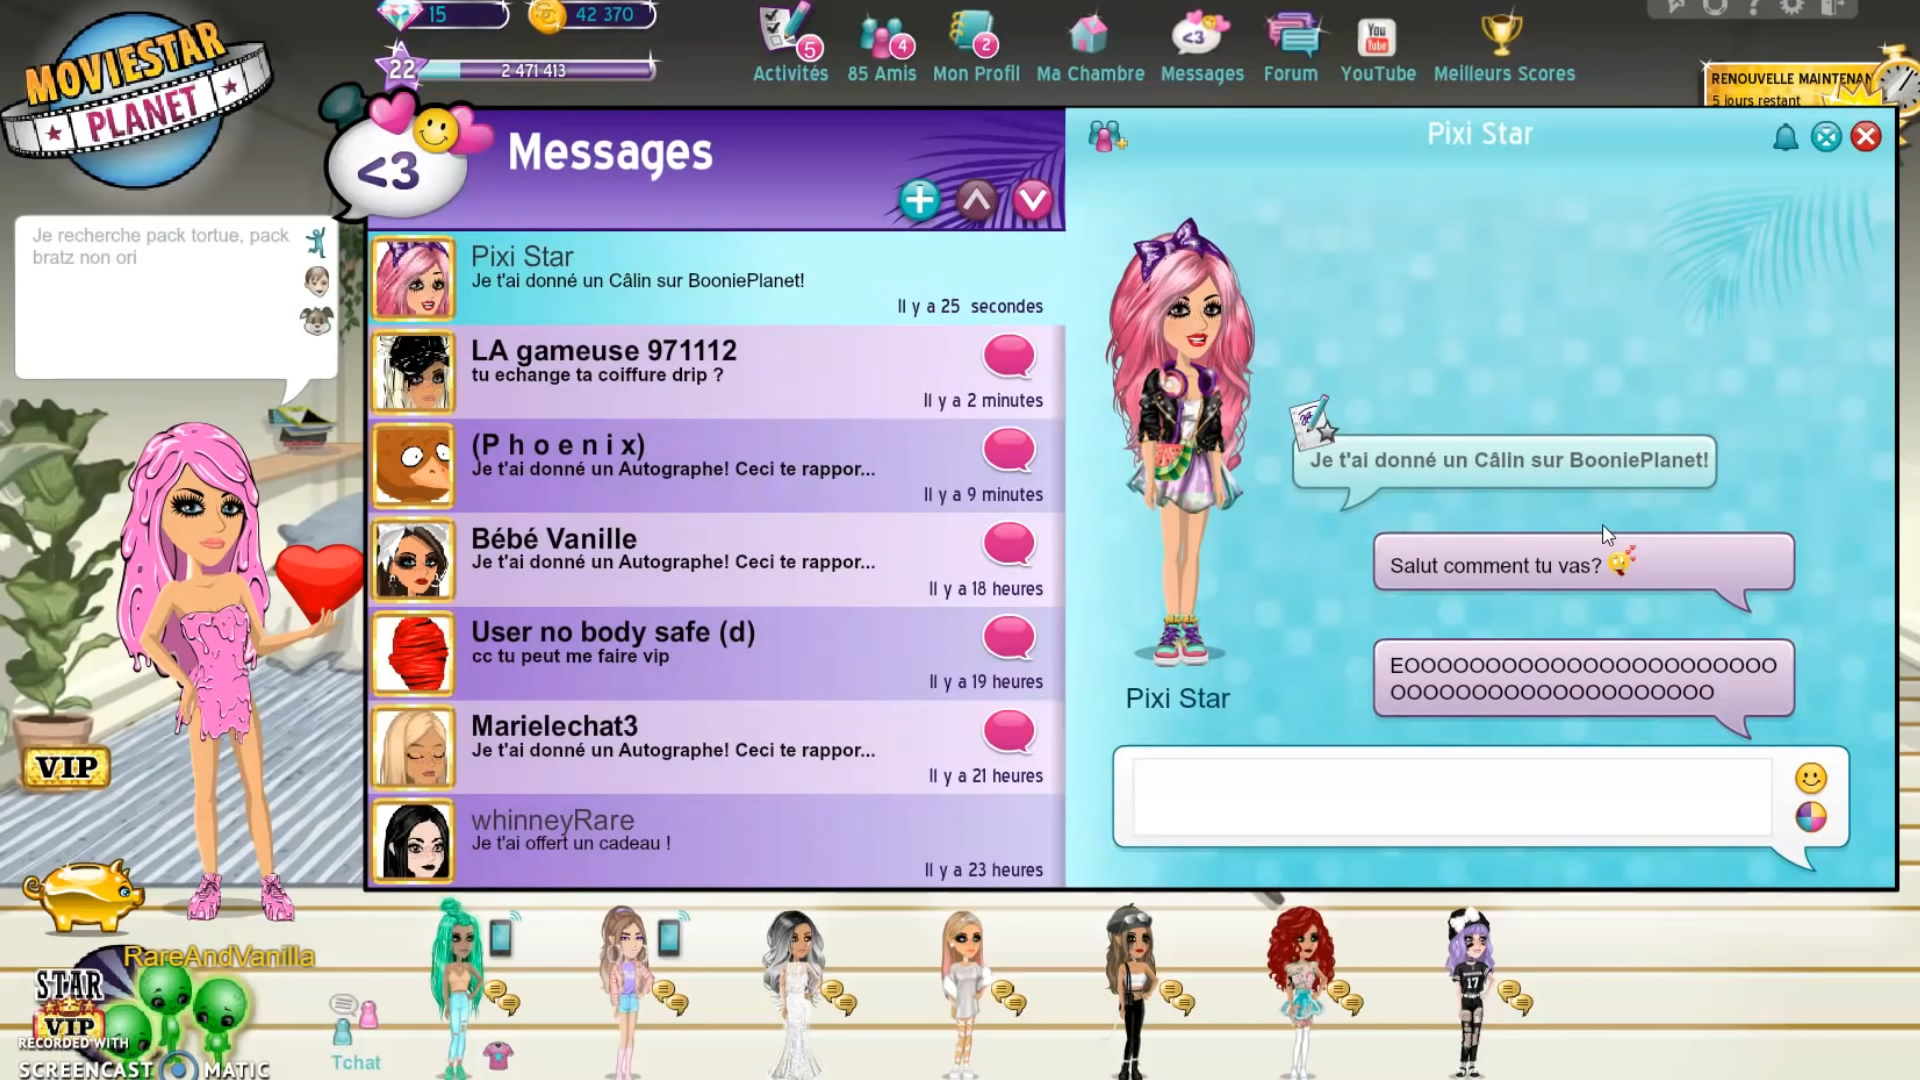 MOVIESTAR
PLANET
15
42 370
22
2 471 413
5
4
2
<3
You
Tube
Activités
85 Amis
Mon Profil
Ma Chambre
Messages
Forum
YouTube
Meilleurs Scores
RENOUVELLE MAINTENAN
5 jours restant
<3
Messages
Je recherche pack tortue, pack
bratz non ori
Pixi Star
Je t'ai donné un Câlin sur BooniePlanet!
Il y a 25 secondes
LA gameuse 971112
tu echange ta coiffure drip ?
Il y a 2 minutes
(P h o e n i x)
Je t'ai donné un Autographe! Ceci te rappor...
Il y a 9 minutes
Bébé Vanille
Je t'ai donné un Autographe! Ceci te rappor...
Il y a 18 heures
User no body safe (d)
cc tu peut me faire vip
Il y a 19 heures
Marielechat3
Je t'ai donné un Autographe! Ceci te rappor...
Il y a 21 heures
whinneyRare
Je t'ai offert un cadeau !
Il y a 23 heures
Pixi Star
Je t'ai donné un Câlin sur BooniePlanet!
Salut comment tu vas?
EOOOOOOOOOOOOOOOOOOOOOOO
OOOOOOOOOOOOOOOOOOOO
Pixi Star
VIP
RareAndVanilla
STAR
VIP
RECORDED WITH
SCREENCAST MATIC
Tchat
17